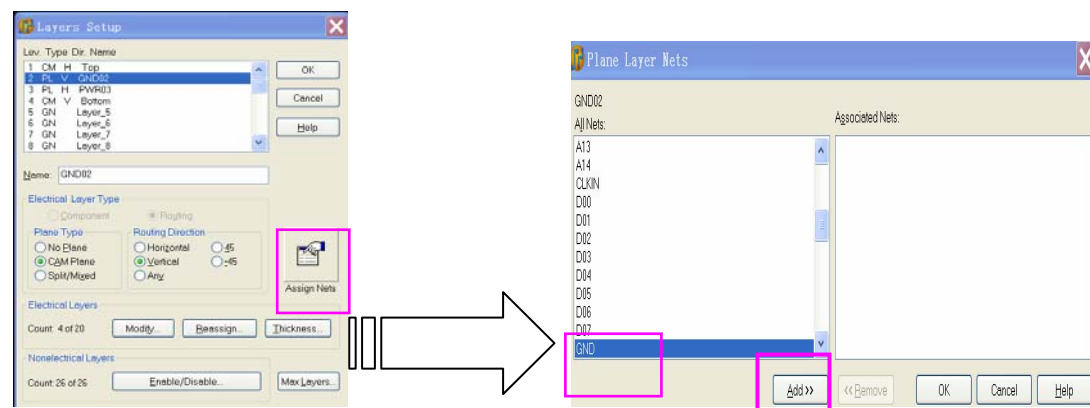 Layers Setup
Lev. Type Dir. Name
1 CM H Top
2 PL V GND02
3 PL H PWR03
4 CM V Bottom
5 GN Layer_5
6 GN Layer_6
7 GN Layer_7
8 GN Layer_8
OK
Cancel
Help
Name: GND02
Electrical Layer Type
Component Routing
Plane Type Routing Direction
No Plane Horizontal 45
CAM Plane Vertical -45
Split/Mixed Any
Assign Nets
Electrical Layers
Count: 4 of 20 Modify... Reassign... Thickness...
Nonelectrical Layers
Count: 26 of 26 Enable/Disable... Max Layers...
Plane Layer Nets
GND02
All Nets: Associated Nets:
A13
A14
CLKIN
D00
D01
D02
D03
D04
D05
D06
D07
GND
Add >> << Remove OK Cancel Help